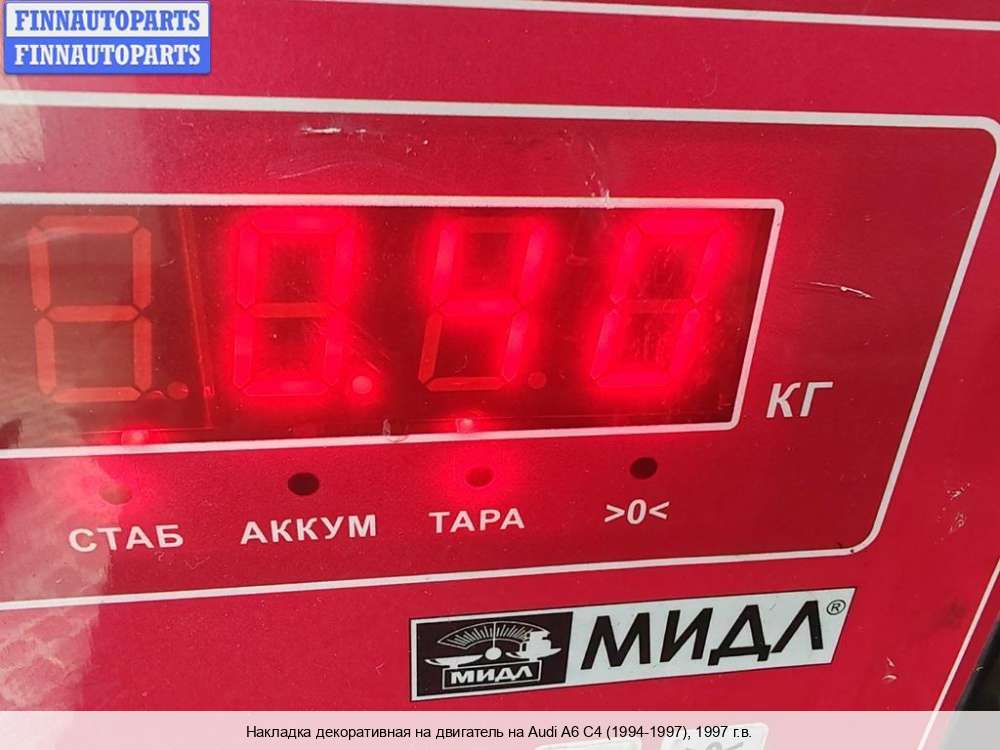 FINNAUTOPARTS
FINNAUTOPARTS
0.40
КГ
СТАБ АККУМ ТАРА >0<
МИДЛ МИДЛ®
Накладка декоративная на двигатель на Audi A6 C4 (1994-1997), 1997 г.в.